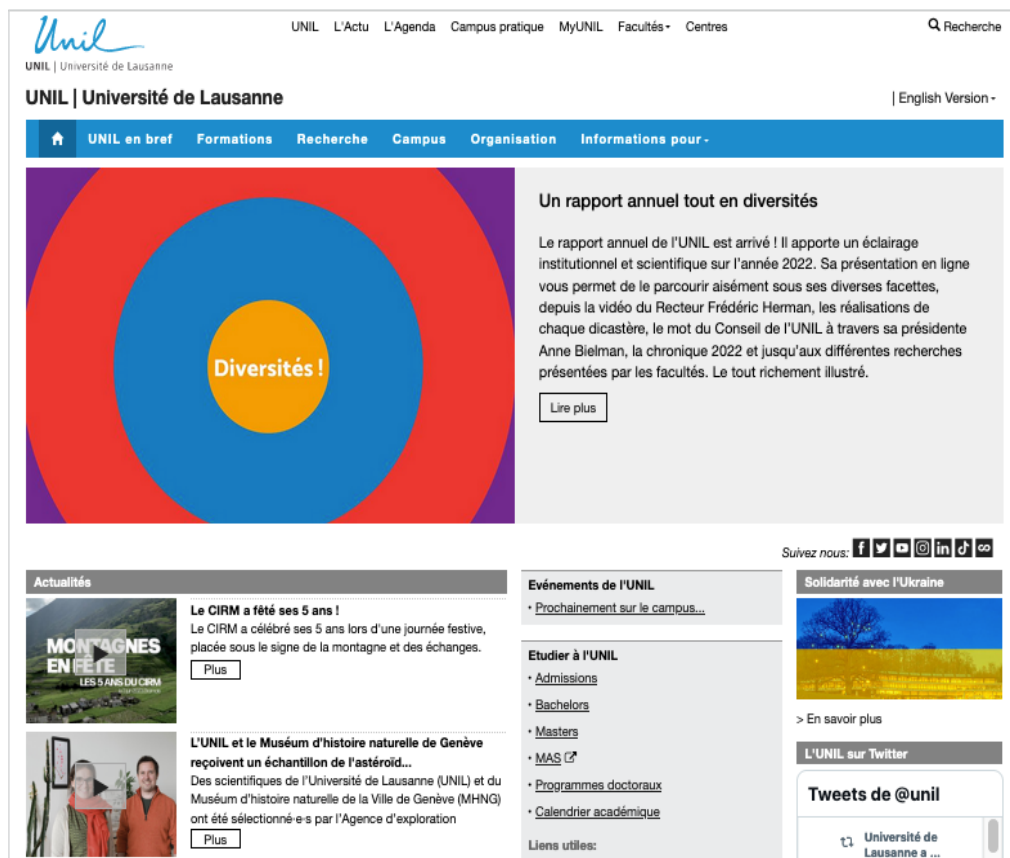 Unil
UNIL | Université de Lausanne
UNIL L'Actu L'Agenda Campus pratique MyUNIL Facultés Centres
Recherche
UNIL | Université de Lausanne
| English Version
UNIL en bref Formations Recherche Campus Organisation Informations pour
Diversités !
Un rapport annuel tout en diversités
Le rapport annuel de l'UNIL est arrivé ! Il apporte un éclairage
institutionnel et scientifique sur l'année 2022. Sa présentation en ligne
vous permet de le parcourir aisément sous ses diverses facettes,
depuis la vidéo du Recteur Frédéric Herman, les réalisations de
chaque dicastère, le mot du Conseil de l'UNIL à travers sa présidente
Anne Bielman, la chronique 2022 et jusqu'aux différentes recherches
présentées par les facultés. Le tout richement illustré.
Lire plus
Suivez nous:
Actualités
MONTAGNES
EN FÊTE
LES 5 ANS DU CIRM
Le CIRM a fêté ses 5 ans !
Le CIRM a célébré ses 5 ans lors d'une journée festive,
placée sous le signe de la montagne et des échanges.
Plus
L'UNIL et le Muséum d'histoire naturelle de Genève
reçoivent un échantillon de l'astéroïd...
Des scientifiques de l'Université de Lausanne (UNIL) et du
Muséum d'histoire naturelle de la Ville de Genève (MHNG)
ont été sélectionné·e·s par l'Agence d'exploration
Plus
Evénements de l'UNIL
• Prochainement sur le campus...
Etudier à l'UNIL
• Admissions
• Bachelors
• Masters
• MAS
• Programmes doctoraux
• Calendrier académique
Liens utiles:
Solidarité avec l'Ukraine
> En savoir plus
L'UNIL sur Twitter
Tweets de @unil
Université de
Lausanne a ...